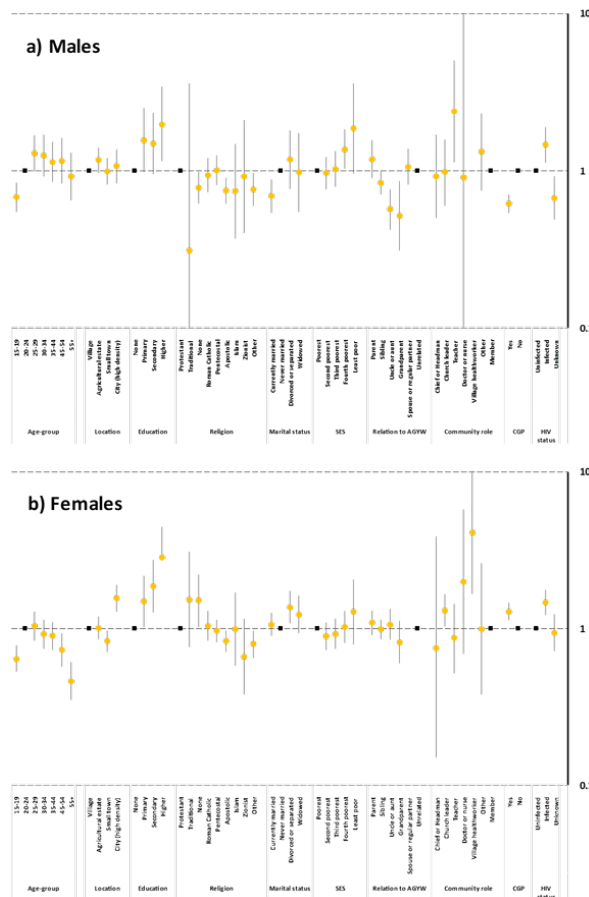 10
a) Males
1
0.1
15-19
20-24
25-29
30-34
35-44
45-54
55+
Village
Agricultural estate
Small town
City (high density)
None
Primary
Secondary
Higher
Protestant
Traditional
None
Roman Catholic
Pentecostal
Apostolic
Islam
Zionist
Other
Currently married
Never married
Divorced or separated
Widowed
Poorest
Second poorest
Third poorest
Fourth poorest
Least poor
Parent
Sibling
Uncle or aunt
Grandparent
Spouse or regular partner
Unrelated
Chief or Headman
Church leader
Teacher
Doctor or nurse
Village healthworker
Other
Member
Yes
No
Uninfected
Infected
Unknown
Age-group
Location
Education
Religion
Marital status
SES
Relation to AGYW
Community role
CGP
HIV
status
10
b) Females
1
0.1
15-19
20-24
25-29
30-34
35-44
45-54
55+
Village
Agricultural estate
Small town
City (high density)
None
Primary
Secondary
Higher
Protestant
Traditional
None
Roman Catholic
Pentecostal
Apostolic
Islam
Zionist
Other
Currently married
Never married
Divorced or separated
Widowed
Poorest
Second poorest
Third poorest
Fourth poorest
Least poor
Parent
Sibling
Uncle or aunt
Grandparent
Spouse or regular partner
Unrelated
Chief or Headman
Church leader
Teacher
Doctor or nurse
Village healthworker
Other
Member
Yes
No
Uninfected
Infected
Unknown
Age-group
Location
Education
Religion
Marital status
SES
Relation to AGYW
Community role
CGP
HIV
status